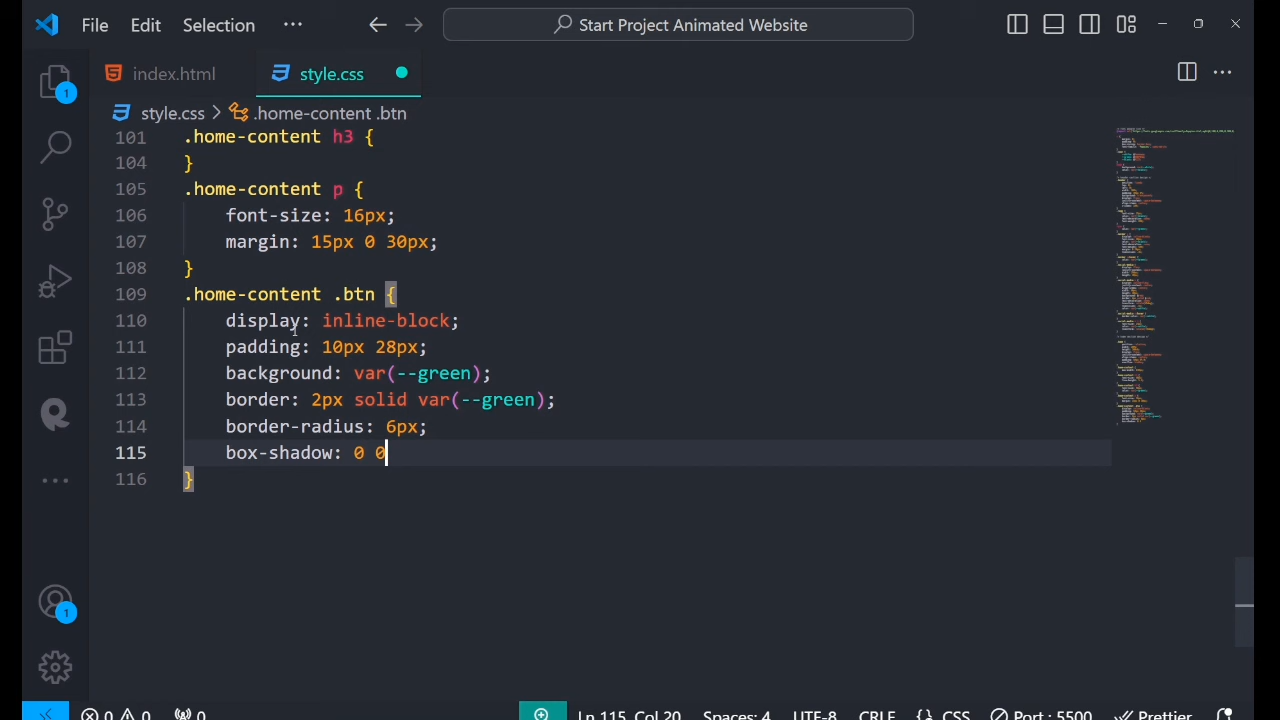 File Edit Selection ··· Start Project Animated Website
index.html style.css
style.css > .home-content .btn
101 .home-content h3 {
104 }
105 .home-content p {
106 font-size: 16px;
107 margin: 15px 0 30px;
108 }
109 .home-content .btn {
110 display: inline-block;
111 padding: 10px 28px;
112 background: var(--green);
113 border: 2px solid var(--green);
114 border-radius: 6px;
115 box-shadow: 0 0
116 }
1
1
0 0 0 Ln 115, Col 20 Spaces: 4 UTF-8 CRLF {} CSS Port : 5500 Prettier